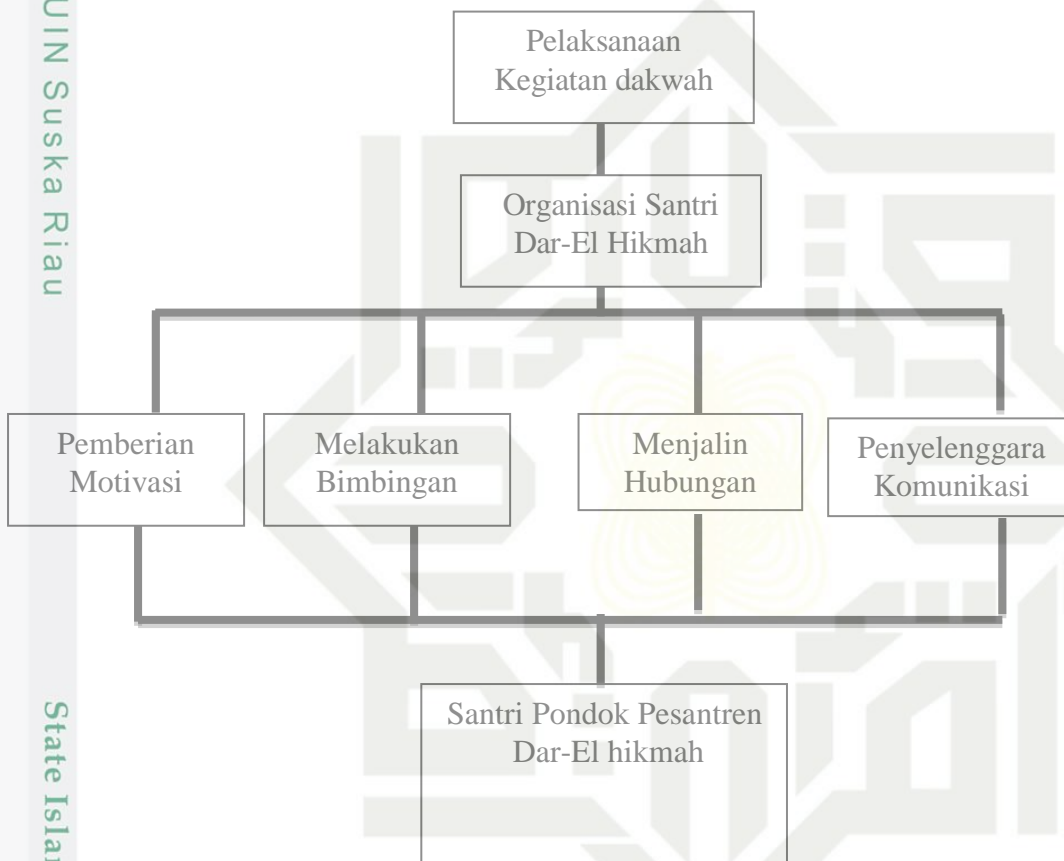 UIN Suska Riau
State Islam
Pelaksanaan
Kegiatan dakwah
Organisasi Santri
Dar-El Hikmah
Pemberian
Motivasi
Melakukan
Bimbingan
Menjalin
Hubungan
Penyelenggara
Komunikasi
Santri Pondok Pesantren
Dar-El hikmah